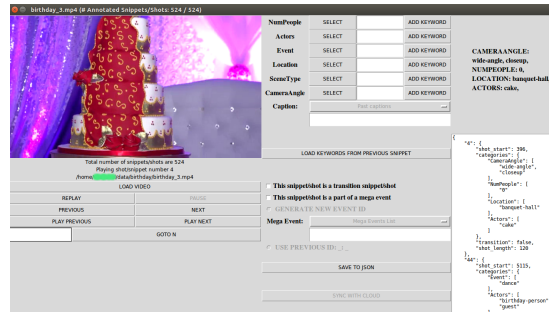 birthday_3.mp4 (# Annotated Snippets/Shots: 524 / 524)
Total number of snippets/shots are 524
Playing shot/snippet number 4
/home/ /data/birthday/birthday_3.mp4
LOAD VIDEO
REPLAY PAUSE
PREVIOUS NEXT
PLAY PREVIOUS PLAY NEXT
GOTO N
NumPeople SELECT ADD KEYWORD
Actors SELECT ADD KEYWORD
Event SELECT ADD KEYWORD
Location SELECT ADD KEYWORD
SceneType SELECT ADD KEYWORD
CameraAngle SELECT ADD KEYWORD
Caption: Past captions
LOAD KEYWORDS FROM PREVIOUS SNIPPET
This snippet/shot is a transition snippet/shot
This snippet/shot is a part of a mega event
GENERATE NEW EVENT ID
Mega Event: Mega Events List
USE PREVIOUS ID: _:_
SAVE TO JSON
SYNC WITH CLOUD
CAMERAANGLE:
wide-angle, closeup,
NUMPEOPLE: 0,
LOCATION: banquet-hall,
ACTORS: cake,
{
"4": {
"shot_start": 396,
"categories": {
"CameraAngle": [
"wide-angle",
"closeup"
],
"NumPeople": [
"0"
],
"Location": [
"banquet-hall"
],
"Actors": [
"cake"
]
},
"transition": false,
"shot_length": 120
},
"44": {
"shot_start": 5115,
"categories": {
"Event": [
"dance"
],
"Actors": [
"birthday-person"
"guest"